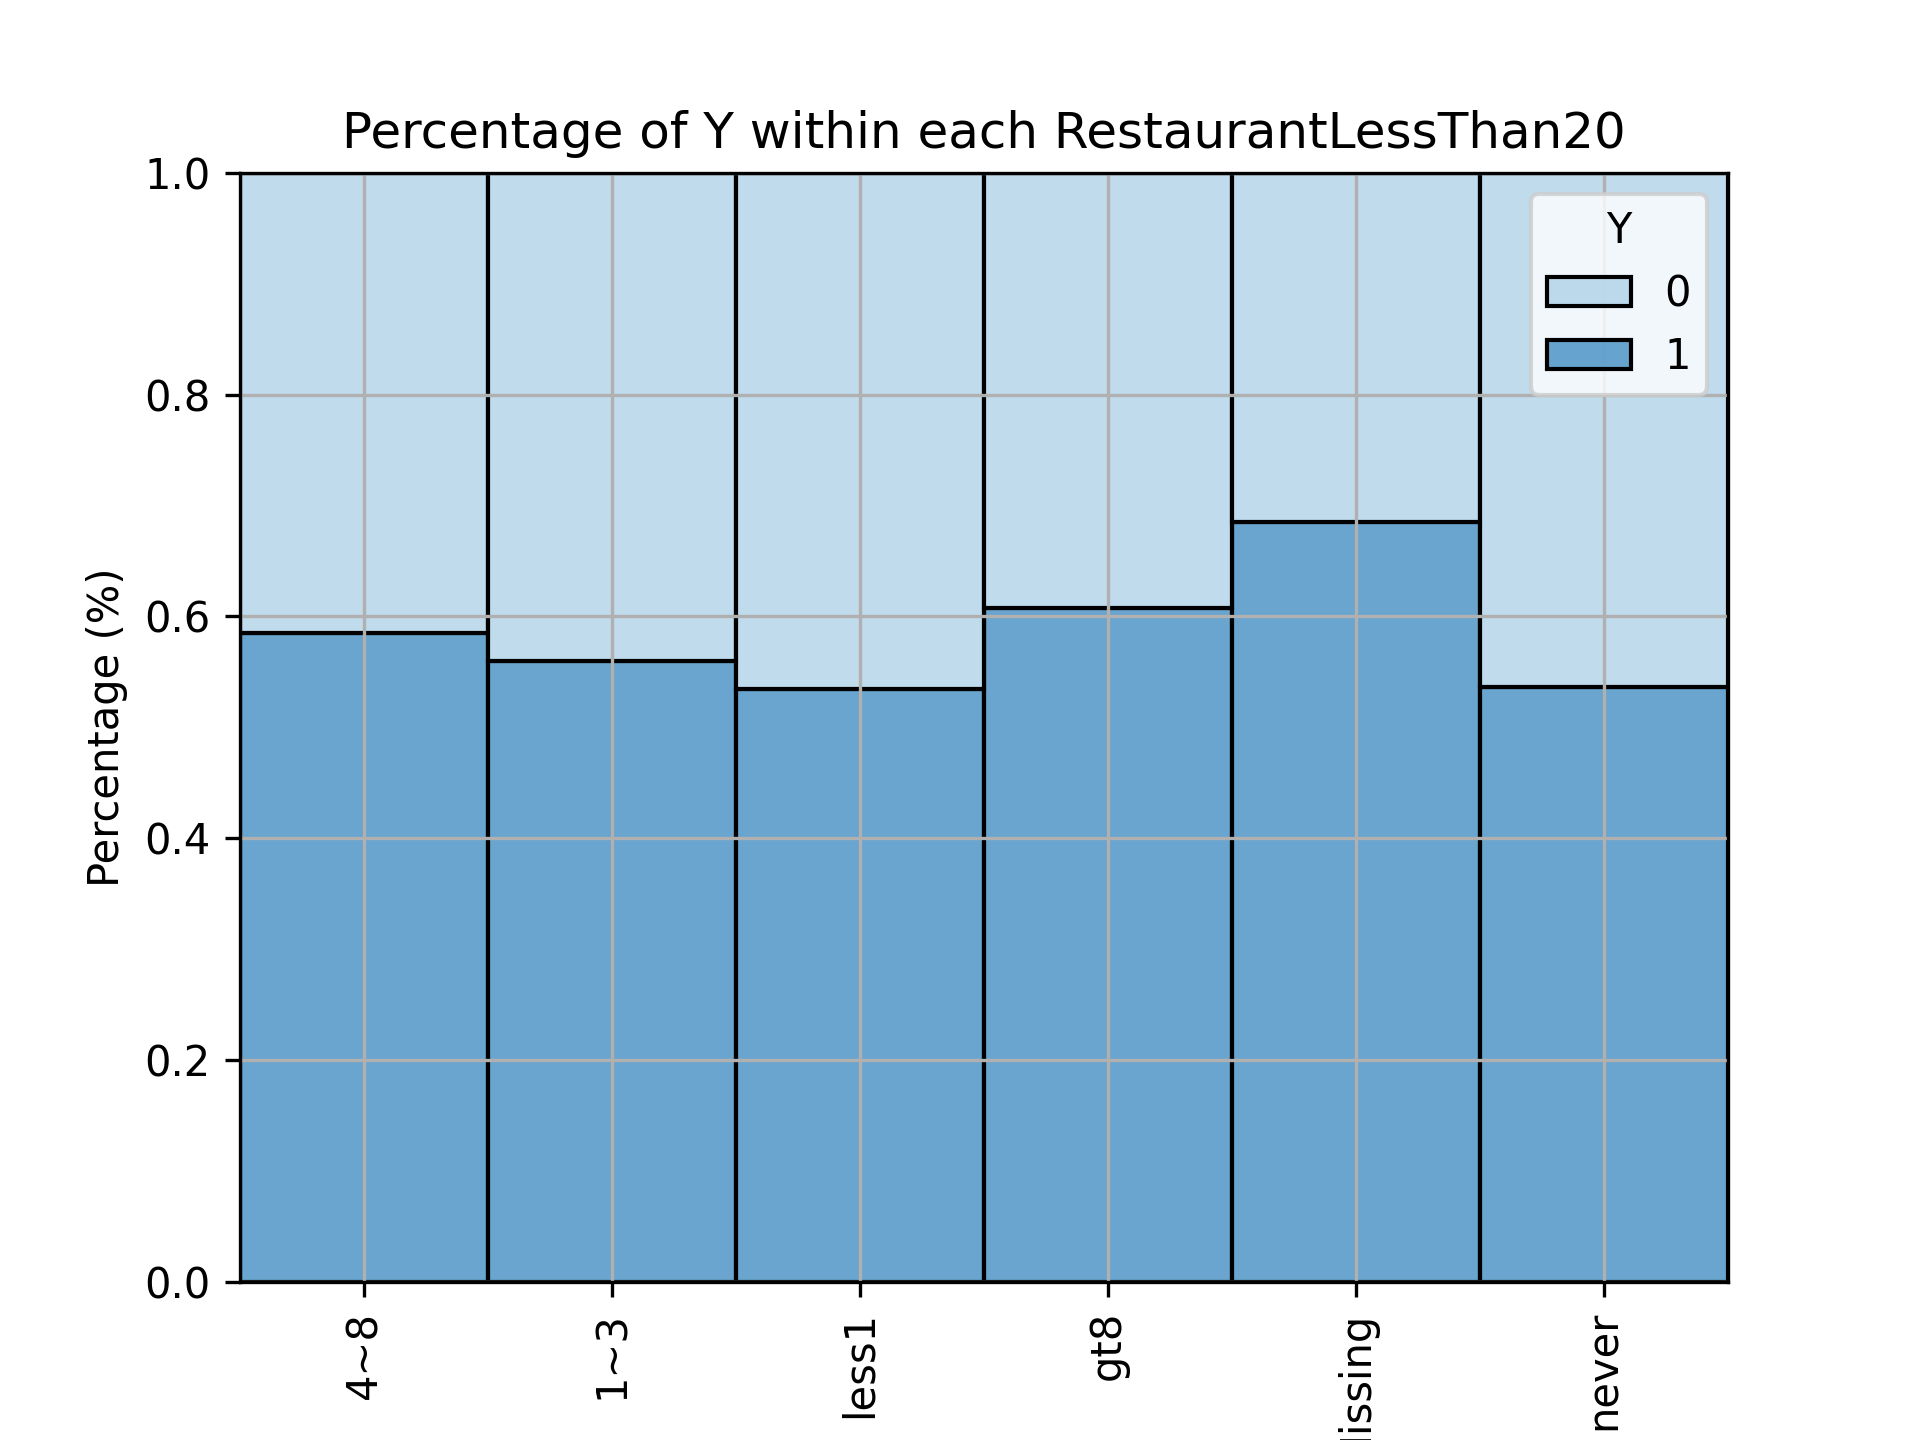 Percentage of Y within each RestaurantLessThan20
Y
0
1
1.0
0.8
0.6
0.4
0.2
0.0
Percentage (%)
4~8
1~3
less1
gt8
never